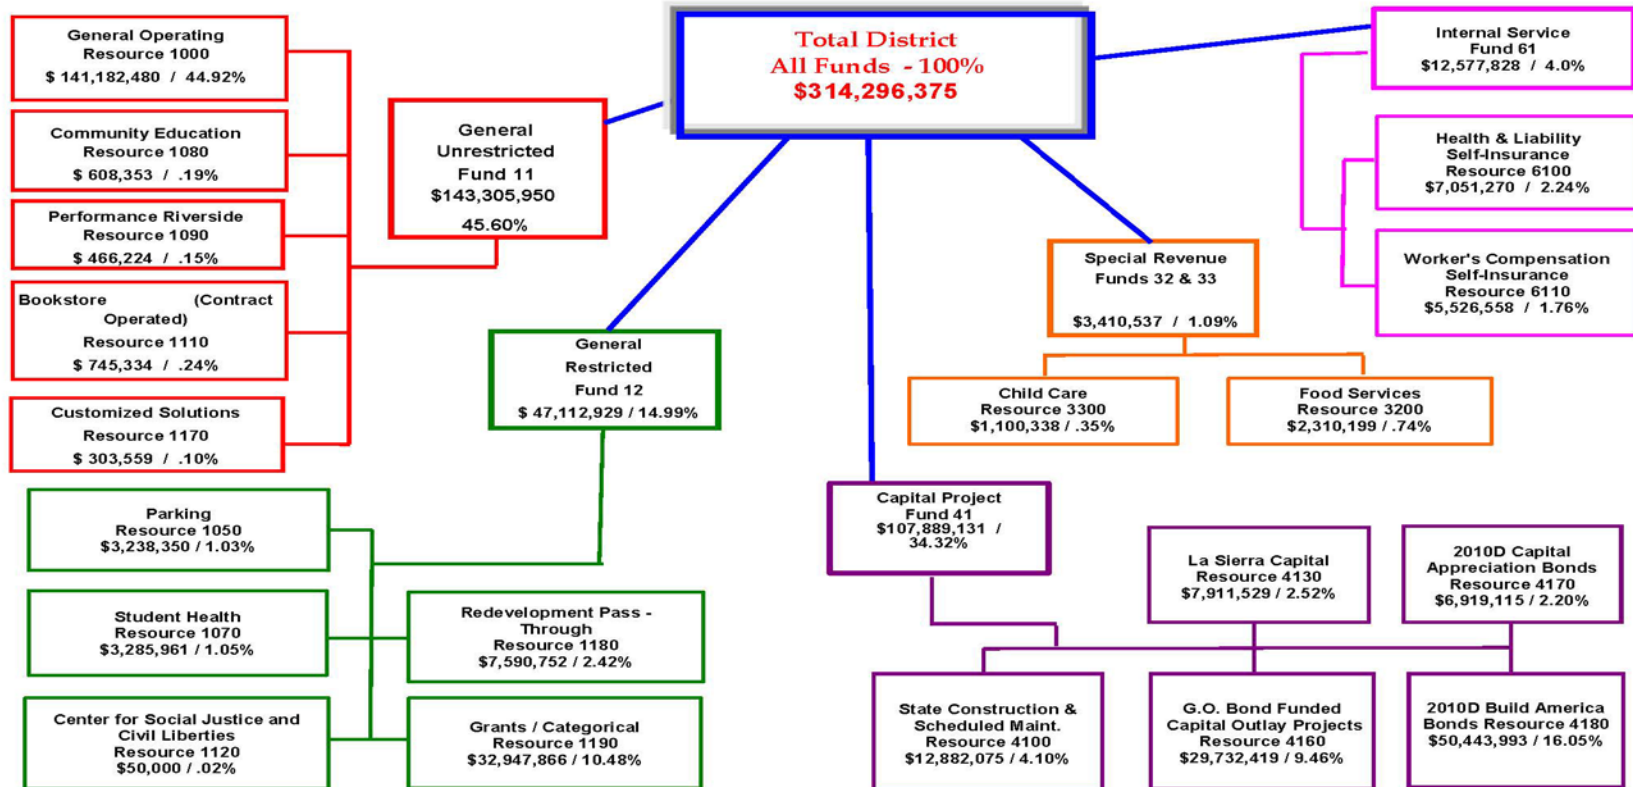 Total District
All Funds - 100%
$314,296,375
General Operating
Resource 1000
$ 141,182,480 / 44.92%
Community Education
Resource 1080
$ 608,353 / .19%
Performance Riverside
Resource 1090
$ 466,224 / .15%
Bookstore (Contract
Operated)
Resource 1110
$ 745,334 / .24%
Customized Solutions
Resource 1170
$ 303,559 / .10%
General
Unrestricted
Fund 11
$143,305,950
45.60%
General
Restricted
Fund 12
$ 47,112,929 / 14.99%
Parking
Resource 1050
$3,238,350 / 1.03%
Student Health
Resource 1070
$3,285,961 / 1.05%
Center for Social Justice and
Civil Liberties
Resource 1120
$50,000 / .02%
Redevelopment Pass -
Through
Resource 1180
$7,590,752 / 2.42%
Grants / Categorical
Resource 1190
$32,947,866 / 10.48%
Internal Service
Fund 61
$12,577,828 / 4.0%
Health & Liability
Self-Insurance
Resource 6100
$7,051,270 / 2.24%
Worker's Compensation
Self-Insurance
Resource 6110
$5,526,558 / 1.76%
Special Revenue
Funds 32 & 33
$3,410,537 / 1.09%
Child Care
Resource 3300
$1,100,338 / .35%
Food Services
Resource 3200
$2,310,199 / .74%
Capital Project
Fund 41
$107,889,131 /
34.32%
La Sierra Capital
Resource 4130
$7,911,529 / 2.52%
2010D Capital
Appreciation Bonds
Resource 4170
$6,919,115 / 2.20%
State Construction &
Scheduled Maint.
Resource 4100
$12,882,075 / 4.10%
G.O. Bond Funded
Capital Outlay Projects
Resource 4160
$29,732,419 / 9.46%
2010D Build America
Bonds Resource 4180
$50,443,993 / 16.05%